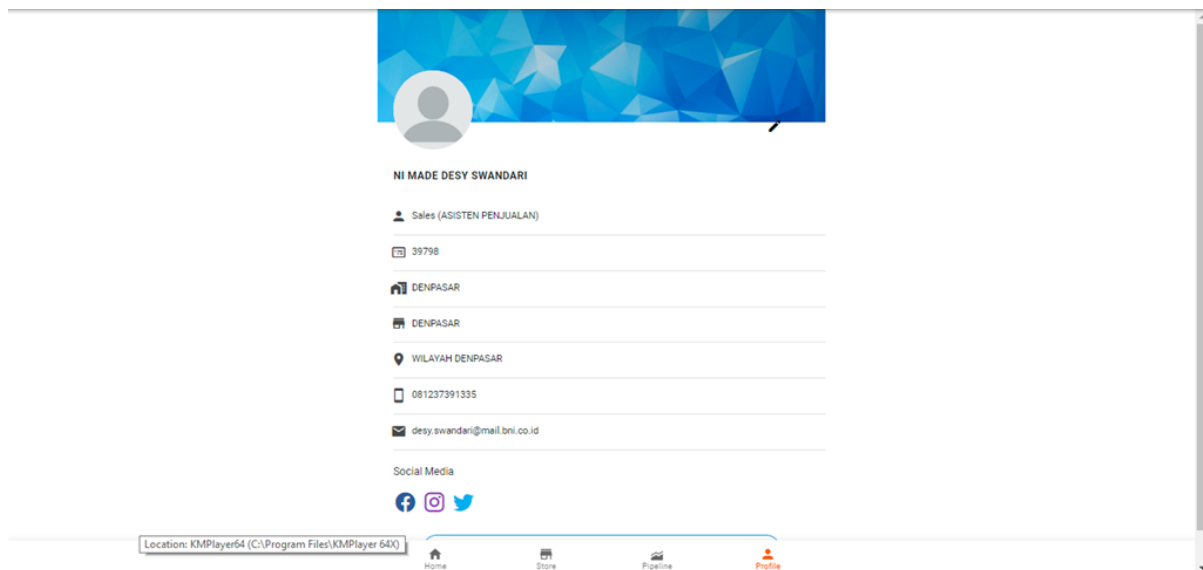 NI MADE DESY SWANDARI
Sales (ASISTEN PENJUALAN)
39798
DENPASAR
DENPASAR
WILAYAH DENPASAR
081237391335
desy.swandari@mail.bni.co.id
Social Media
Location: KMPlayer64 (C:\Program Files\KMPlayer 64X)
Home Store Pipeline Profile